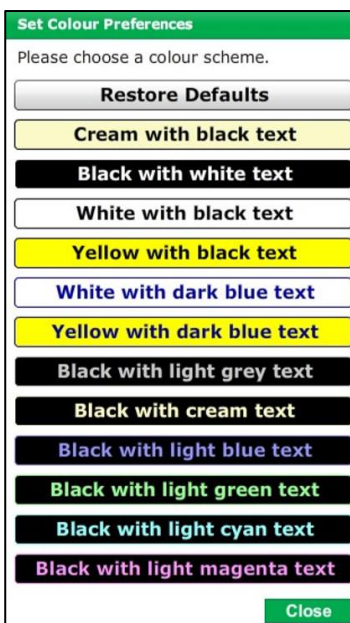 Set Colour Preferences
Please choose a colour scheme.
Restore Defaults
Cream with black text
Black with white text
White with black text
Yellow with black text
White with dark blue text
Yellow with dark blue text
Black with light grey text
Black with cream text
Black with light blue text
Black with light green text
Black with light cyan text
Black with light magenta text
Close